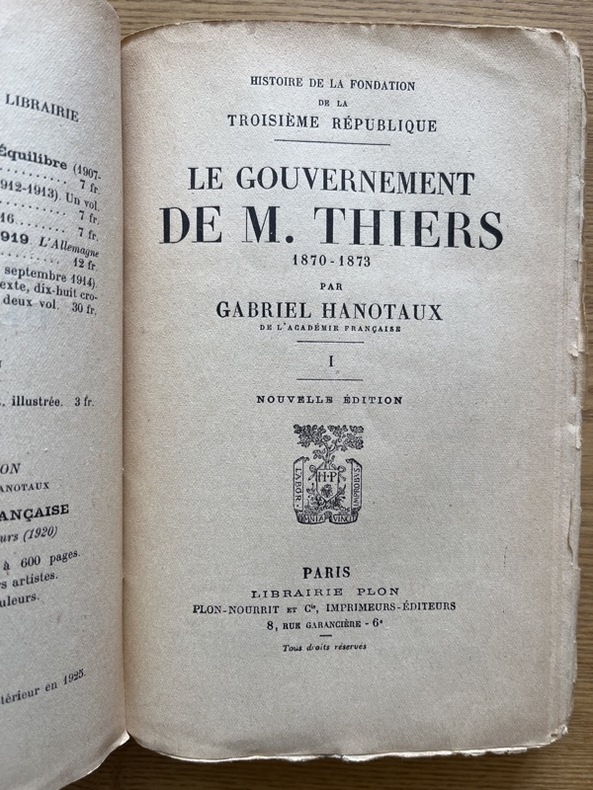 LIBRAIRIE
Équilibre (1907-
7 fr.
912-1913). Un vol.
7 fr.
16 ........ 7 fr.
919. L'Allemagne
12 fr.
septembre 1914).
texte, dix-huit cro-
deux vol. 30 fr.
illustrée. 3 fr.
ON
ANOTAUX
ANÇAISE
urs (1920)
à 600 pages.
s artistes.
uleurs.
térieur en 1925.
HISTOIRE DE LA FONDATION
DE LA
TROISIÈME RÉPUBLIQUE
LE GOUVERNEMENT
DE M. THIERS
1870-1873
PAR
GABRIEL HANOTAUX
DE L'ACADÉMIE FRANÇAISE
I
NOUVELLE ÉDITION
LABOR
H·P
IMPROBVS
OMNIA VINCIT
PARIS
LIBRAIRIE PLON
PLON-NOURRIT ET Cie, IMPRIMEURS-ÉDITEURS
8, RUE GARANCIÈRE - 6e
Tous droits réservés